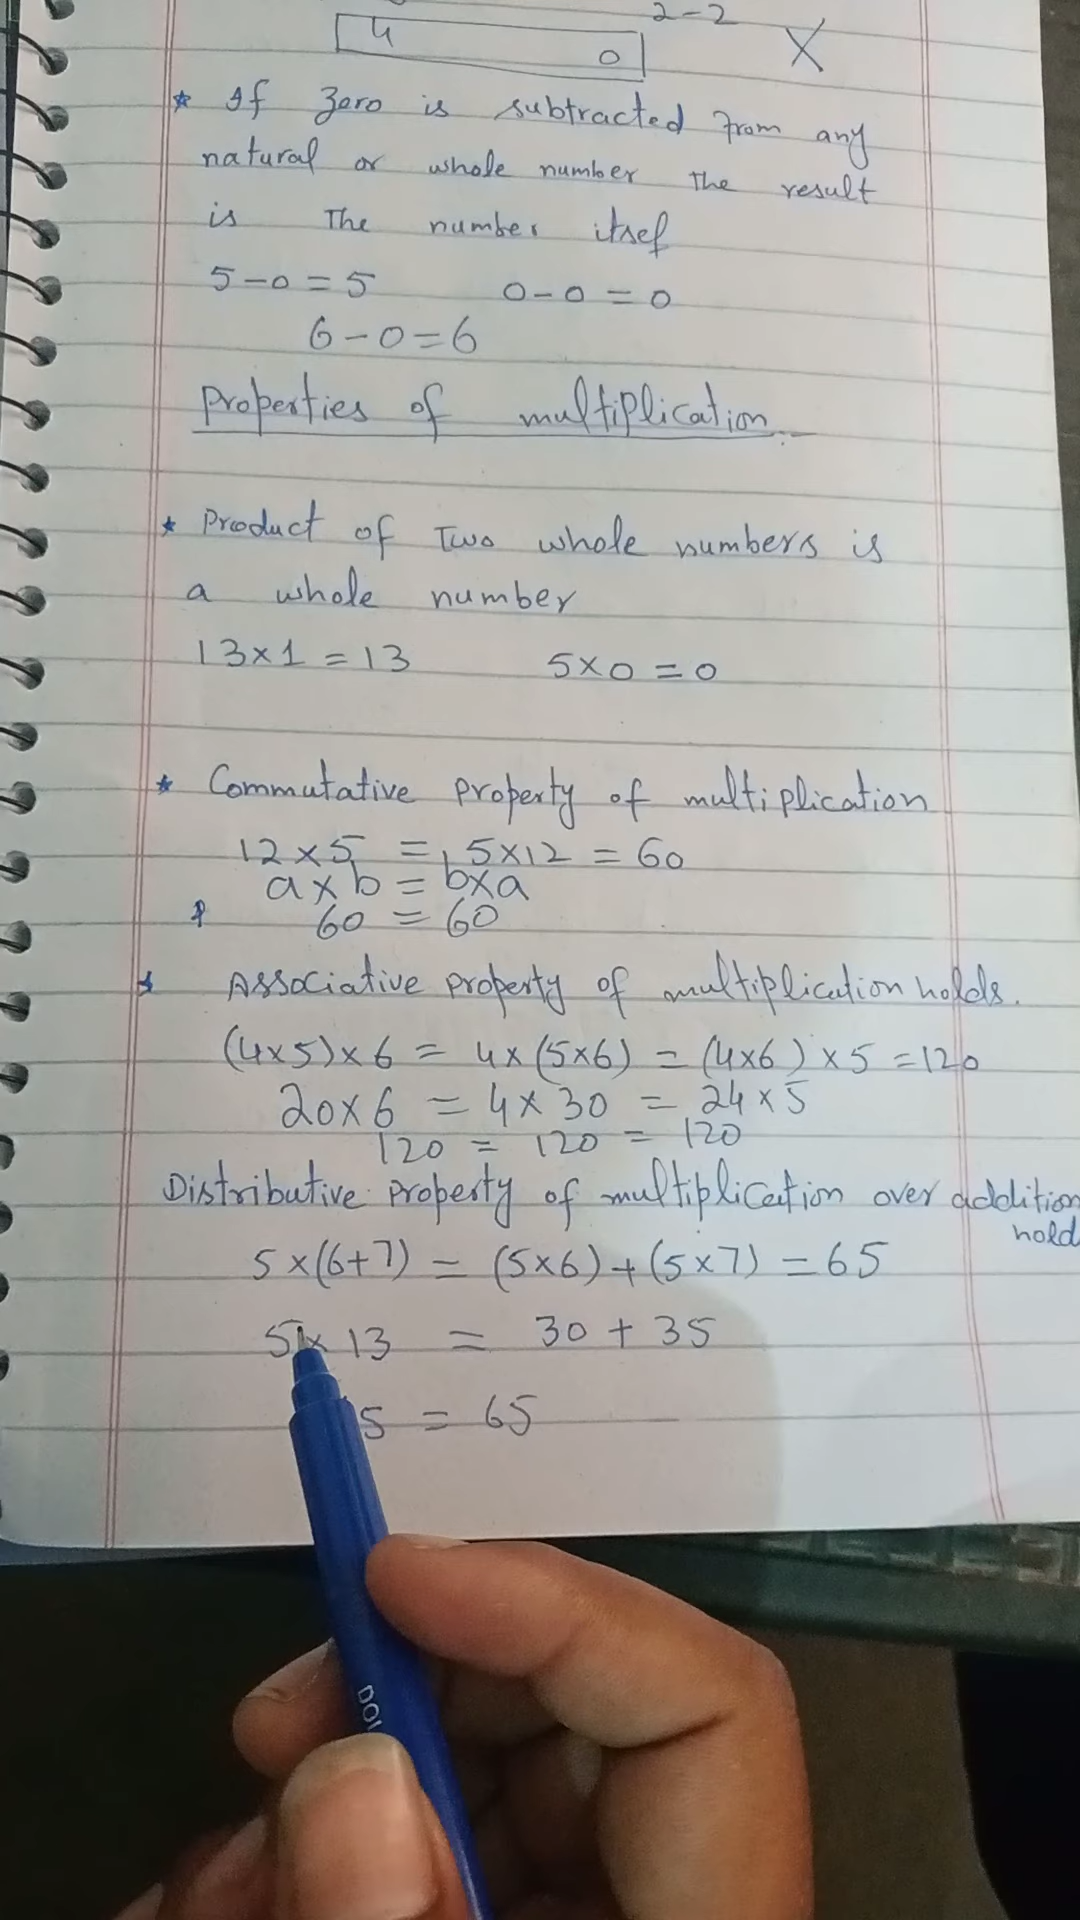 2-2
4 0 X
* If zero is subtracted from any
natural or whole number The result
is The number itsef
5-0=5 0-0=0
6-0=6
Properties of multiplication
* Product of Two whole numbers is
a whole number
13×1=13 5×0=0
* Commutative property of multiplication
12×5 = 5×12 = 60
a×b = b×a
60 = 60
* Associative property of multiplication holds.
(4×5)×6 = 4×(5×6) = (4×6)×5 =120
20×6 = 4×30 = 24×5
120 = 120 = 120
Distributive property of multiplication over addition
hold
5×(6+7) = (5×6)+(5×7) = 65
5×13 = 30+35
5 = 65
DOL